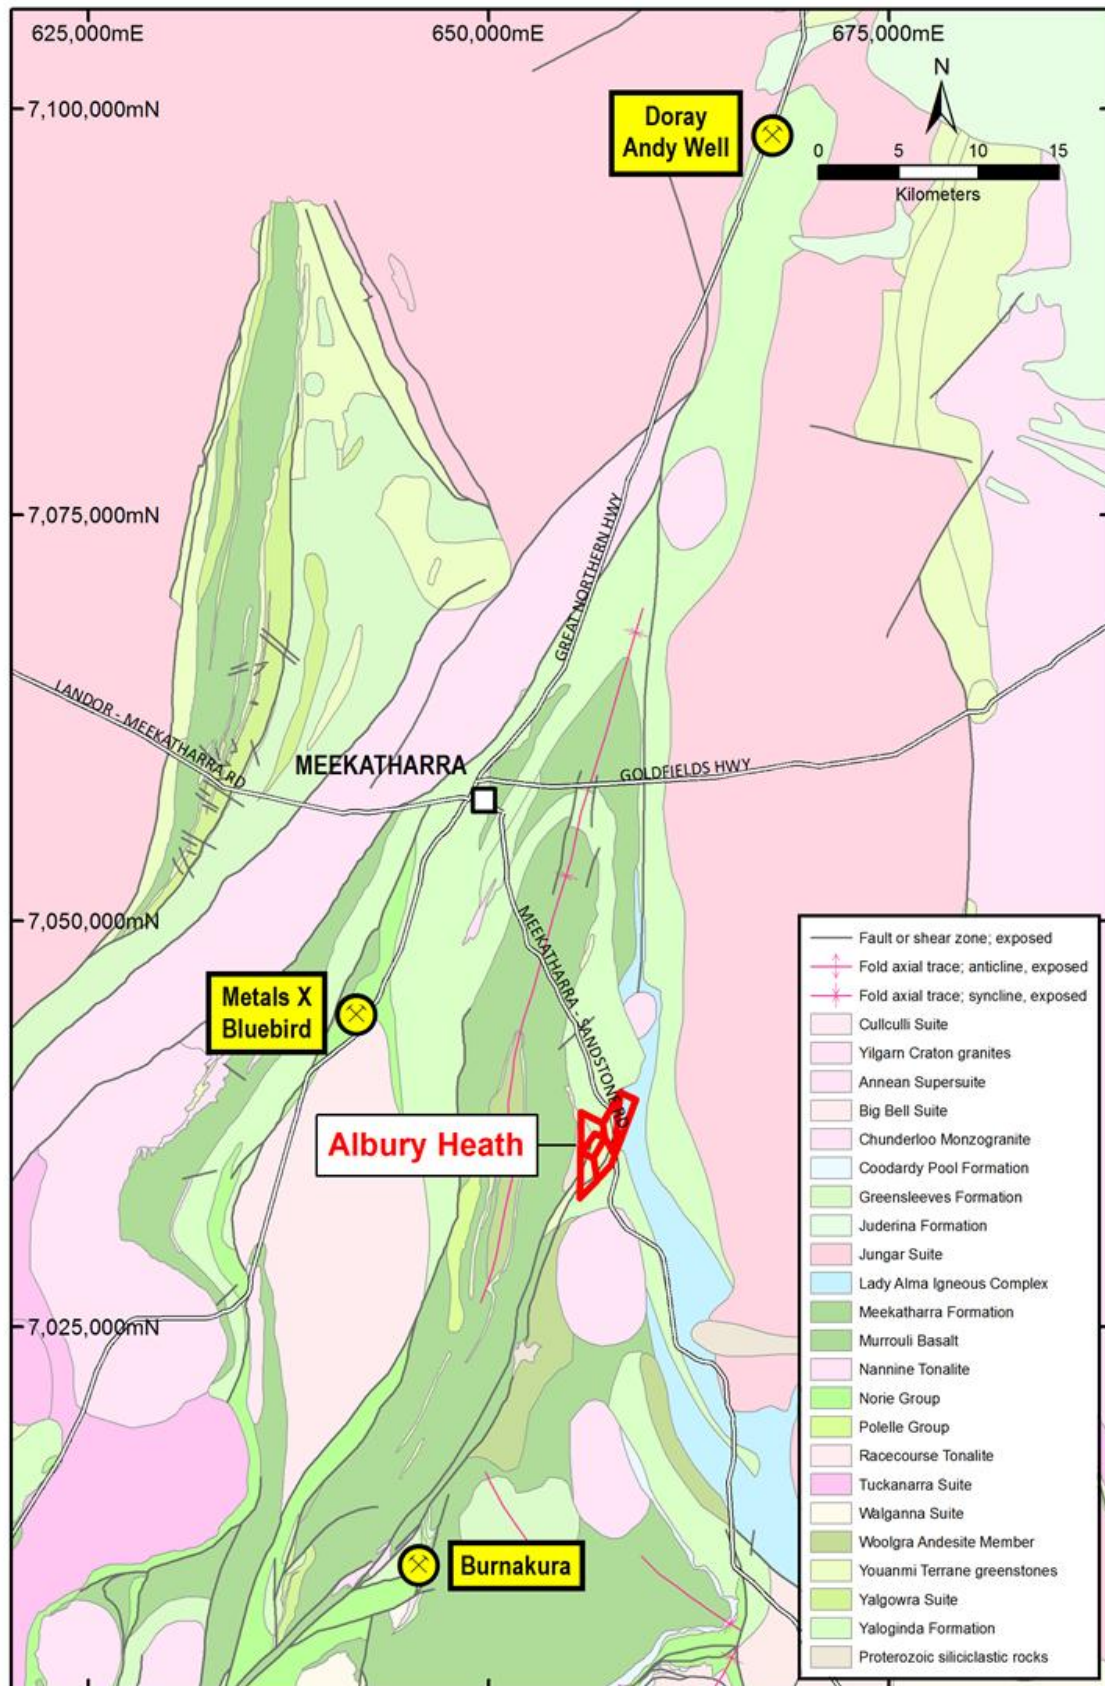 625,000mE
650,000mE
675,000mE
7,100,000mN
7,075,000mN
7,050,000mN
7,025,000mN
N
0 5 10 15
Kilometers
Doray
Andy Well
GREAT NORTHERN HWY
LANDOR - MEEKATHARRA RD
MEEKATHARRA
GOLDFIELDS HWY
MEEKATHARRA - SANDSTONE RD
Metals X
Bluebird
Albury Heath
Burnakura
Fault or shear zone; exposed
Fold axial trace; anticline, exposed
Fold axial trace; syncline, exposed
Cullculli Suite
Yilgarn Craton granites
Annean Supersuite
Big Bell Suite
Chunderloo Monzogranite
Coodardy Pool Formation
Greensleeves Formation
Juderina Formation
Jungar Suite
Lady Alma Igneous Complex
Meekatharra Formation
Murrouli Basalt
Nannine Tonalite
Norie Group
Polelle Group
Racecourse Tonalite
Tuckanarra Suite
Walganna Suite
Woolgra Andesite Member
Youanmi Terrane greenstones
Yalgowra Suite
Yaloginda Formation
Proterozoic siliciclastic rocks